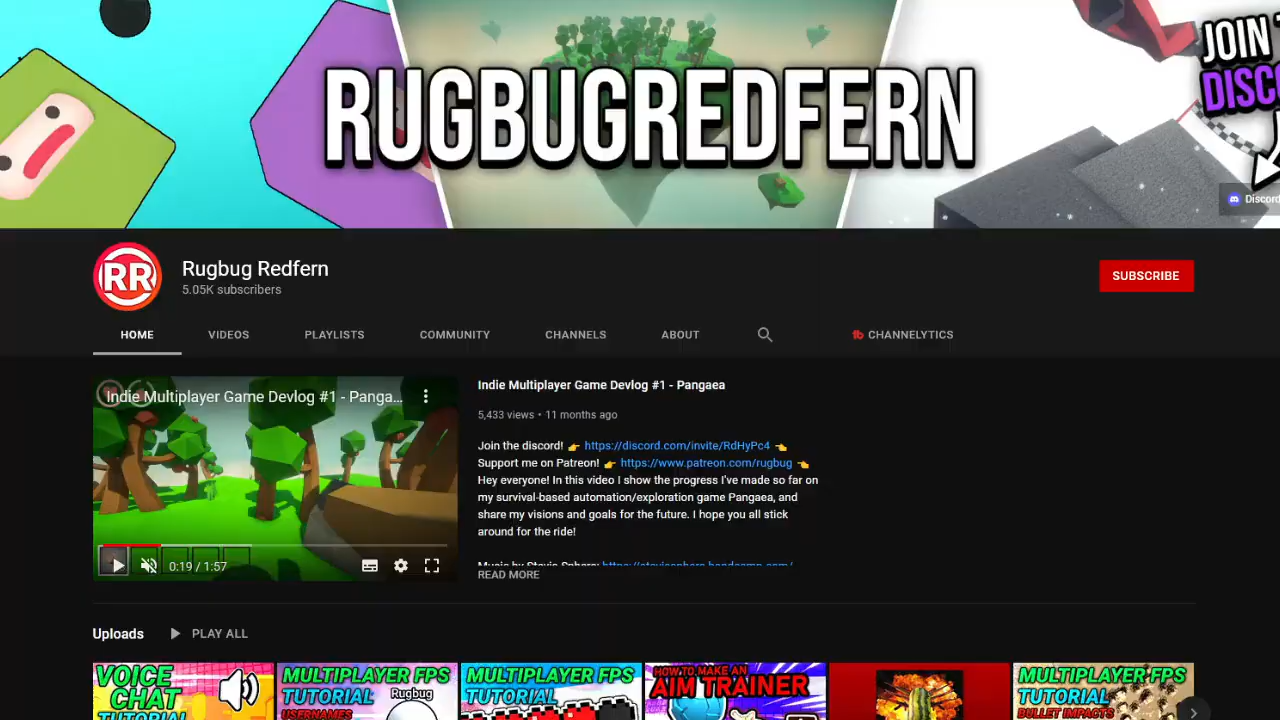 JOIN
DISCO
RUGBUGREDFERN
Discord
RR
Rugbug Redfern
5.05K subscribers
SUBSCRIBE
HOME
VIDEOS
PLAYLISTS
COMMUNITY
CHANNELS
ABOUT
CHANNELYTICS
Indie Multiplayer Game Devlog #1 - Panga...
0:19 / 1:57
Indie Multiplayer Game Devlog #1 - Pangaea
5,433 views • 11 months ago
Join the discord! 👉 https://discord.com/invite/RdHyPc4 👈
Support me on Patreon! 👉 https://www.patreon.com/rugbug 👈
Hey everyone! In this video I show the progress I've made so far on
my survival-based automation/exploration game Pangaea, and
share my visions and goals for the future. I hope you all stick
around for the ride!
READ MORE
Uploads
PLAY ALL
VOICE
CHAT
TUTORIAL
MULTIPLAYER FPS
TUTORIAL
USERNAMES
Rugbug
MULTIPLAYER FPS
TUTORIAL
HOW TO MAKE AN
AIM TRAINER
MULTIPLAYER FPS
TUTORIAL
BULLET IMPACTS